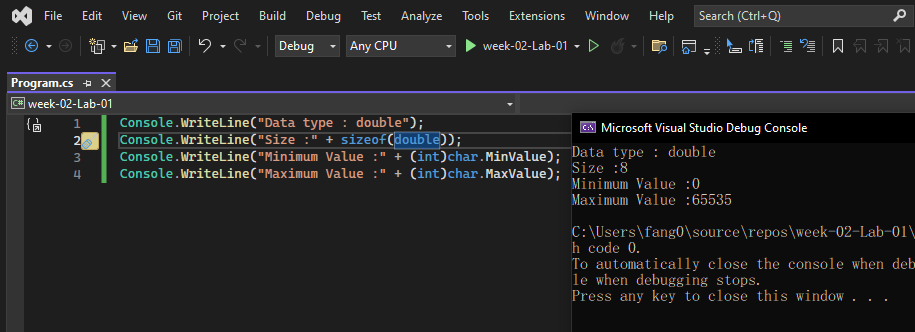 File Edit View Git Project Build Debug Test Analyze Tools Extensions Window Help Search (Ctrl+Q)
Debug Any CPU week-02-Lab-01
Program.cs
C# week-02-Lab-01
1 Console.WriteLine("Data type : double");
2 Console.WriteLine("Size :" + sizeof(double));
3 Console.WriteLine("Minimum Value :" + (int)char.MinValue);
4 Console.WriteLine("Maximum Value :" + (int)char.MaxValue);
Microsoft Visual Studio Debug Console
Data type : double
Size :8
Minimum Value :0
Maximum Value :65535
C:\Users\fang0\source\repos\week-02-Lab-01\
h code 0.
To automatically close the console when deb
le when debugging stops.
Press any key to close this window . . .